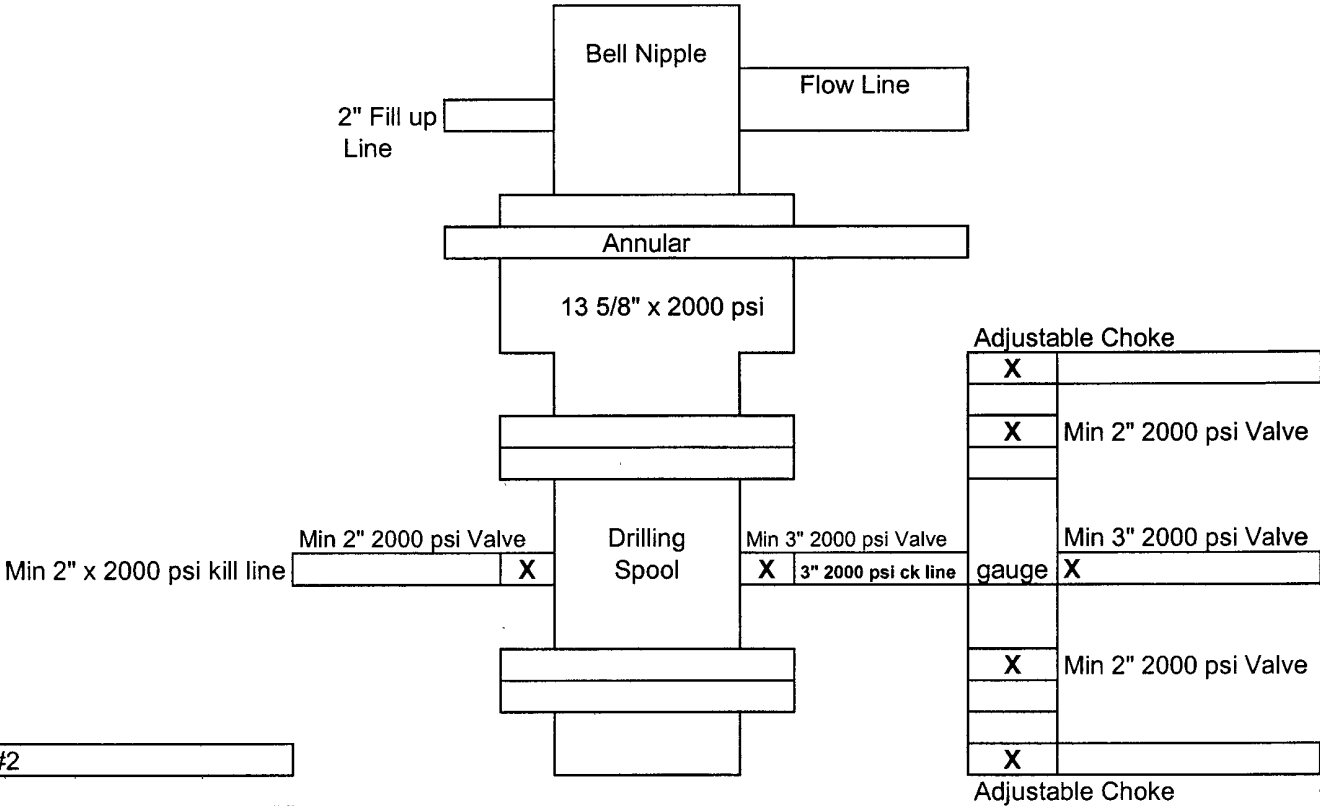 Bell Nipple
Flow Line
2" Fill up
Line
Annular
13 5/8" x 2000 psi
Adjustable Choke
X
X Min 2" 2000 psi Valve
Min 2" 2000 psi Valve
Drilling
Spool
Min 3" 2000 psi Valve
Min 3" 2000 psi Valve
Min 2" x 2000 psi kill line
X
X
3" 2000 psi ck line
gauge
X
X Min 2" 2000 psi Valve
#2
X
Adjustable Choke